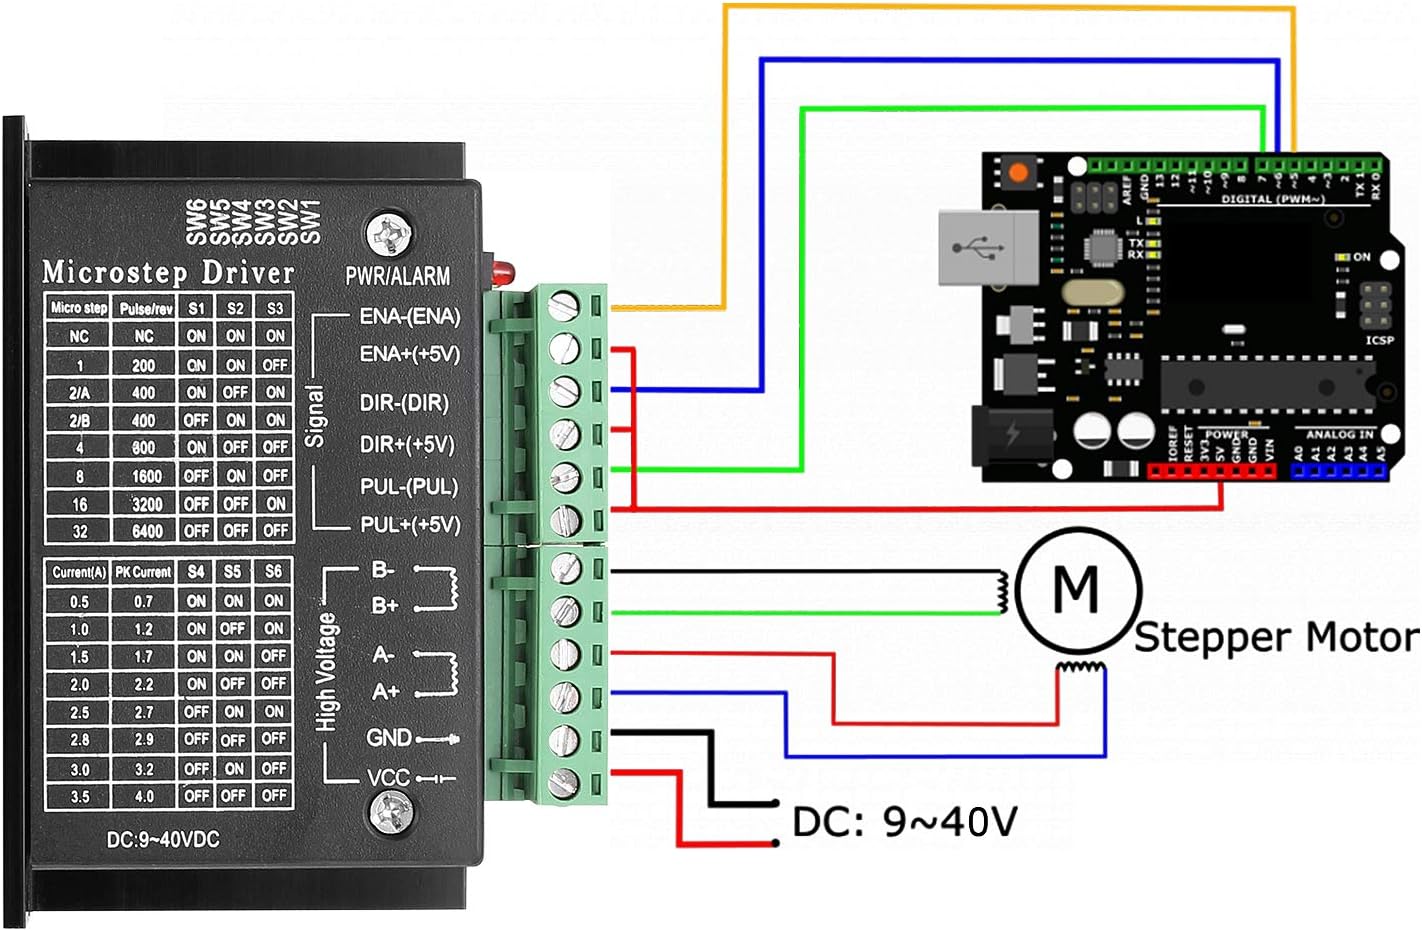 SW6
SW5
SW4
SW3
SW2
SW1
Microstep Driver
PWR/ALARM
Micro step Pulse/rev S1 S2 S3
NC NC ON ON ON
1 200 ON ON OFF
2/A 400 ON OFF ON
2/B 400 OFF ON ON
4 800 ON OFF OFF
8 1600 OFF ON OFF
16 3200 OFF OFF ON
32 6400 OFF OFF OFF
Current(A) PK Current S4 S5 S6
0.5 0.7 ON ON ON
1.0 1.2 ON OFF ON
1.5 1.7 ON ON OFF
2.0 2.2 ON OFF OFF
2.5 2.7 OFF ON ON
2.8 2.9 OFF OFF ON
3.0 3.2 OFF ON OFF
3.5 4.0 OFF OFF OFF
DC:9~40VDC
Signal
ENA-(ENA)
ENA+(+5V)
DIR-(DIR)
DIR+(+5V)
PUL-(PUL)
PUL+(+5V)
High Voltage
B-
B+
A-
A+
GND
VCC
AREF
GND
13
12
~11
~10
~9
8
7
~6
~5
4
~3
2
TX 1
RX 0
DIGITAL (PWM~)
L
TX
RX
ON
ICSP
POWER
ANALOG IN
IOREF
RESET
3V3
5V
GND
GND
VIN
A0
A1
A2
A3
A4
A5
M
Stepper Motor
DC: 9~40V